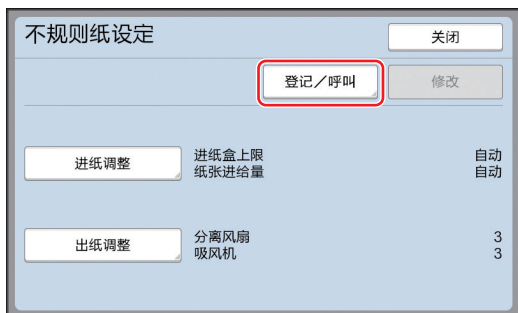 不规则纸设定
关闭
登记／呼叫
修改
进纸调整
进纸盒上限 自动
纸张进给量 自动
出纸调整
分离风扇 3
吸风机 3